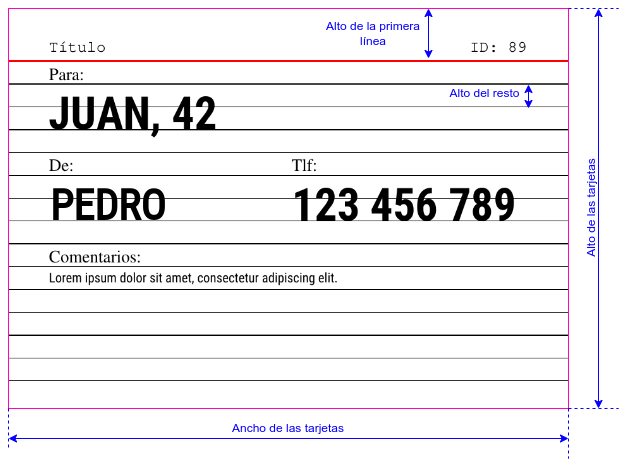 Alto de la primera
línea
Título ID: 89
Para:
Alto del resto
JUAN, 42
De: Tlf:
PEDRO 123 456 789
Alto de las tarjetas
Comentarios:
Lorem ipsum dolor sit amet, consectetur adipiscing elit.
Ancho de las tarjetas